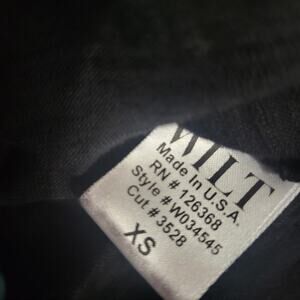 WILT
Made In U.S.A.
RN # 126368
Style # W034545
Cut # 3528
XS